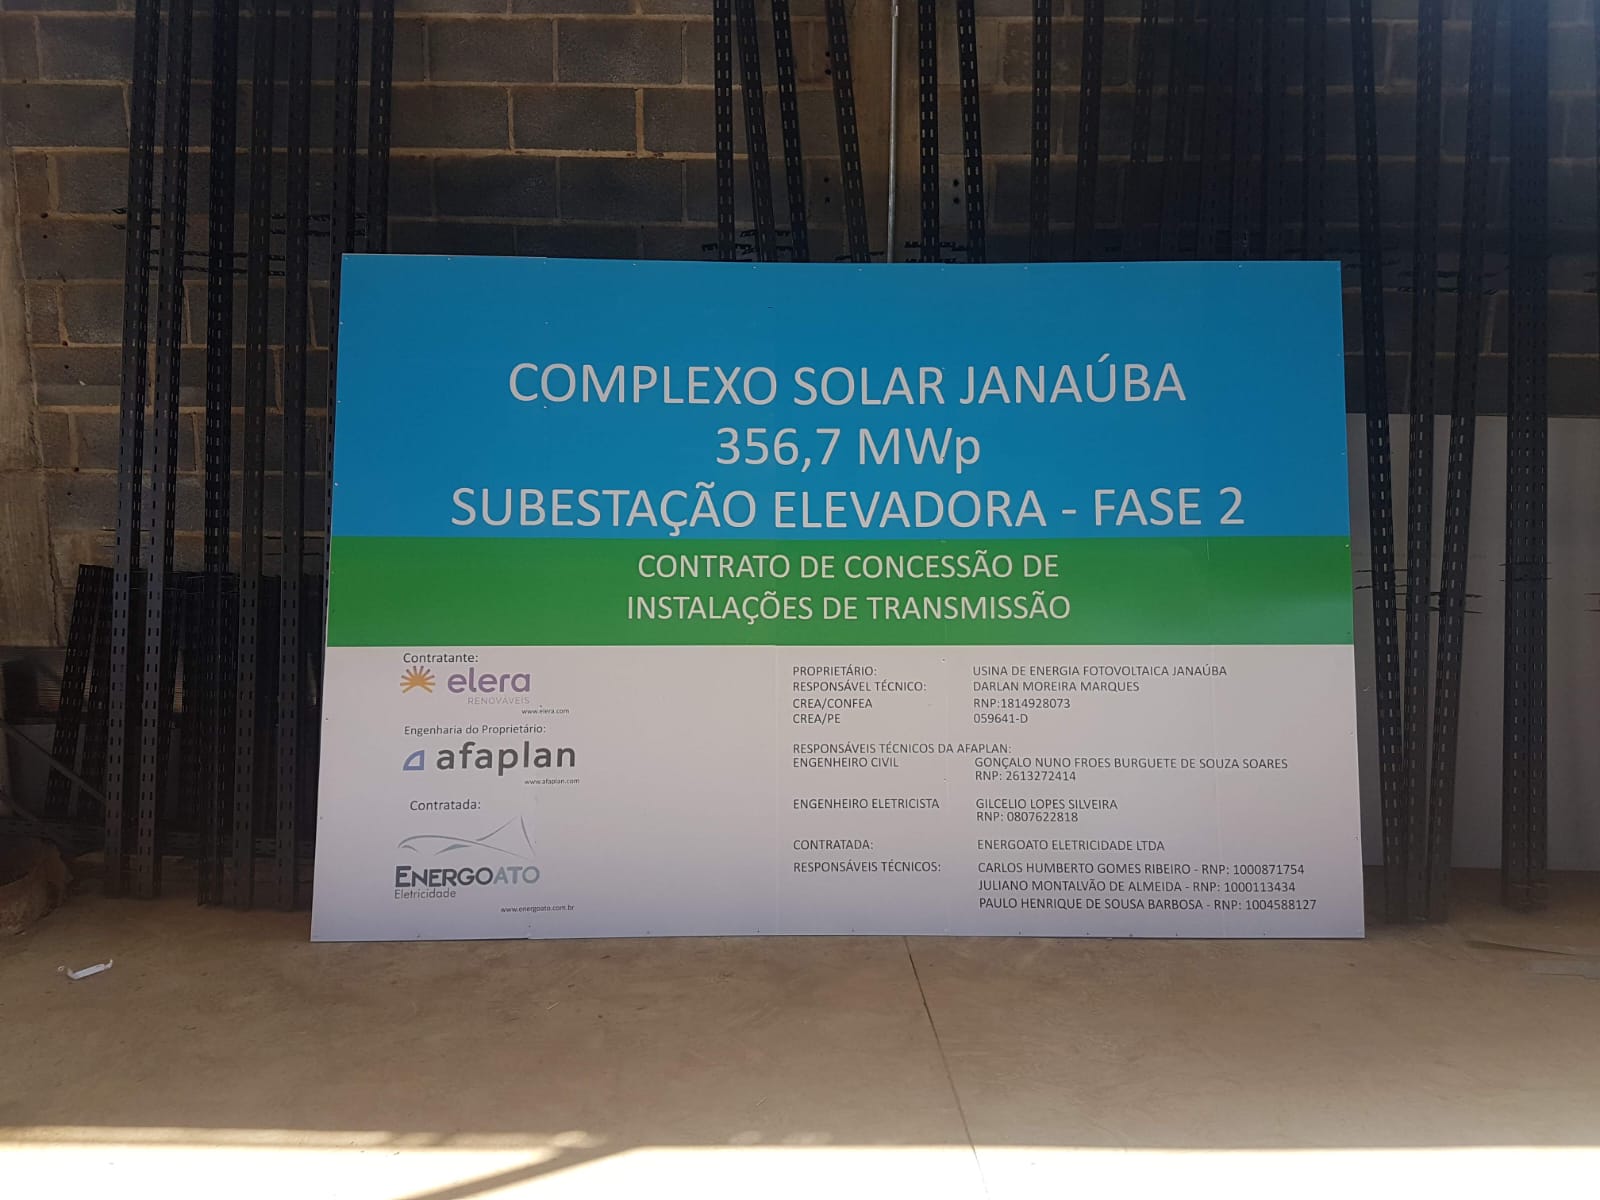 COMPLEXO SOLAR JANAÚBA
356,7 MWp
SUBESTAÇÃO ELEVADORA - FASE 2
CONTRATO DE CONCESSÃO DE
INSTALAÇÕES DE TRANSMISSÃO
Contratante:
elera
RENOVÁVEIS
www.elera.com
Engenharia do Proprietário:
afaplan
www.afaplan.com
Contratada:
ENERGOATO
Eletricidade
www.energoato.com.br
PROPRIETÁRIO: USINA DE ENERGIA FOTOVOLTAICA JANAÚBA
RESPONSÁVEL TÉCNICO: DARLAN MOREIRA MARQUES
CREA/CONFEA RNP:1814928073
CREA/PE 059641-D
RESPONSÁVEIS TÉCNICOS DA AFAPLAN:
ENGENHEIRO CIVIL GONÇALO NUNO FROES BURGUETE DE SOUZA SOARES
RNP: 2613272414
ENGENHEIRO ELETRICISTA GILCELIO LOPES SILVEIRA
RNP: 0807622818
CONTRATADA: ENERGOATO ELETRICIDADE LTDA
RESPONSÁVEIS TÉCNICOS: CARLOS HUMBERTO GOMES RIBEIRO - RNP: 1000871754
JULIANO MONTALVÃO DE ALMEIDA - RNP: 1000113434
PAULO HENRIQUE DE SOUSA BARBOSA - RNP: 1004588127